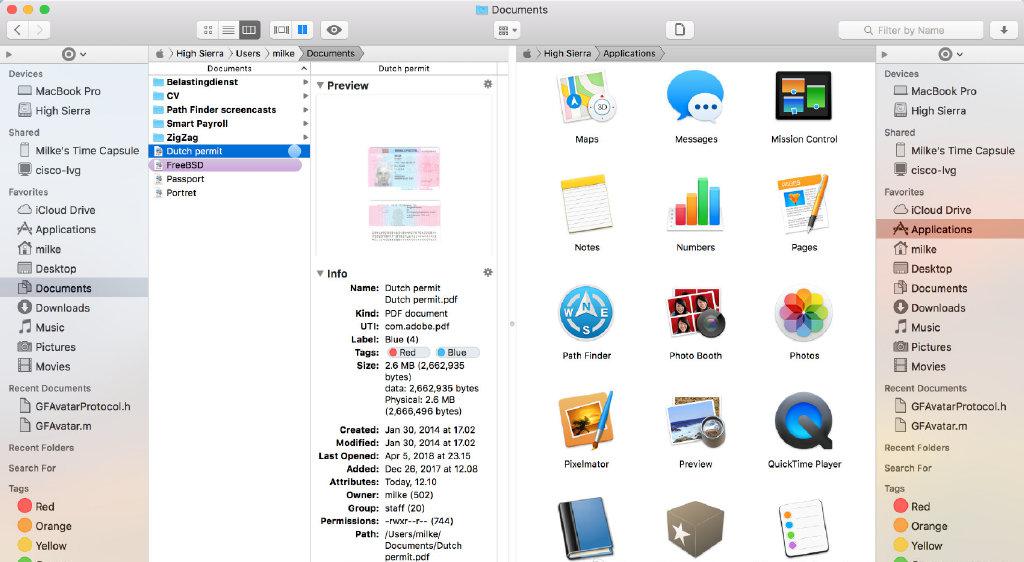 Documents
Filter by Name
Devices
MacBook Pro
High Sierra
Shared
Milke's Time Capsule
cisco-lvg
Favorites
iCloud Drive
Applications
milke
Desktop
Documents
Downloads
Music
Pictures
Movies
Recent Documents
GFAvatarProtocol.h
GFAvatar.m
Recent Folders
Search For
Tags
Red
Orange
Yellow
High Sierra Users milke Documents
Documents
Belastingdienst
CV
Path Finder screencasts
Smart Payroll
ZigZag
Dutch permit
FreeBSD
Passport
Portret
Dutch permit
Preview
Info
Name: Dutch permit
Dutch permit.pdf
Kind: PDF document
UTI: com.adobe.pdf
Label: Blue (4)
Tags: Red Blue
Size: 2.6 MB (2,662,935
bytes)
data: 2,662,935 bytes
Physical: 2.6 MB
(2,666,496 bytes)
Created: Jan 30, 2014 at 17.02
Modified: Jan 30, 2014 at 17.02
Last Opened: Apr 5, 2018 at 23.15
Added: Dec 26, 2017 at 12.08
Attributes: Today, 12.10
Owner: milke (502)
Group: staff (20)
Permissions: -rwxr--r-- (744)
Path: /Users/milke/
Documents/Dutch
permit.pdf
High Sierra Applications
3D
Maps
Messages
Mission Control
Notes
Numbers
PAGES
Pages
N
W E
S
Path Finder
Photo Booth
Photos
Pixelmator
Preview
QuickTime Player
Devices
MacBook Pro
High Sierra
Shared
Milke's Time Capsule
cisco-lvg
Favorites
iCloud Drive
Applications
milke
Desktop
Documents
Downloads
Music
Pictures
Movies
Recent Documents
GFAvatarProtocol.h
GFAvatar.m
Recent Folders
Search For
Tags
Red
Orange
Yellow